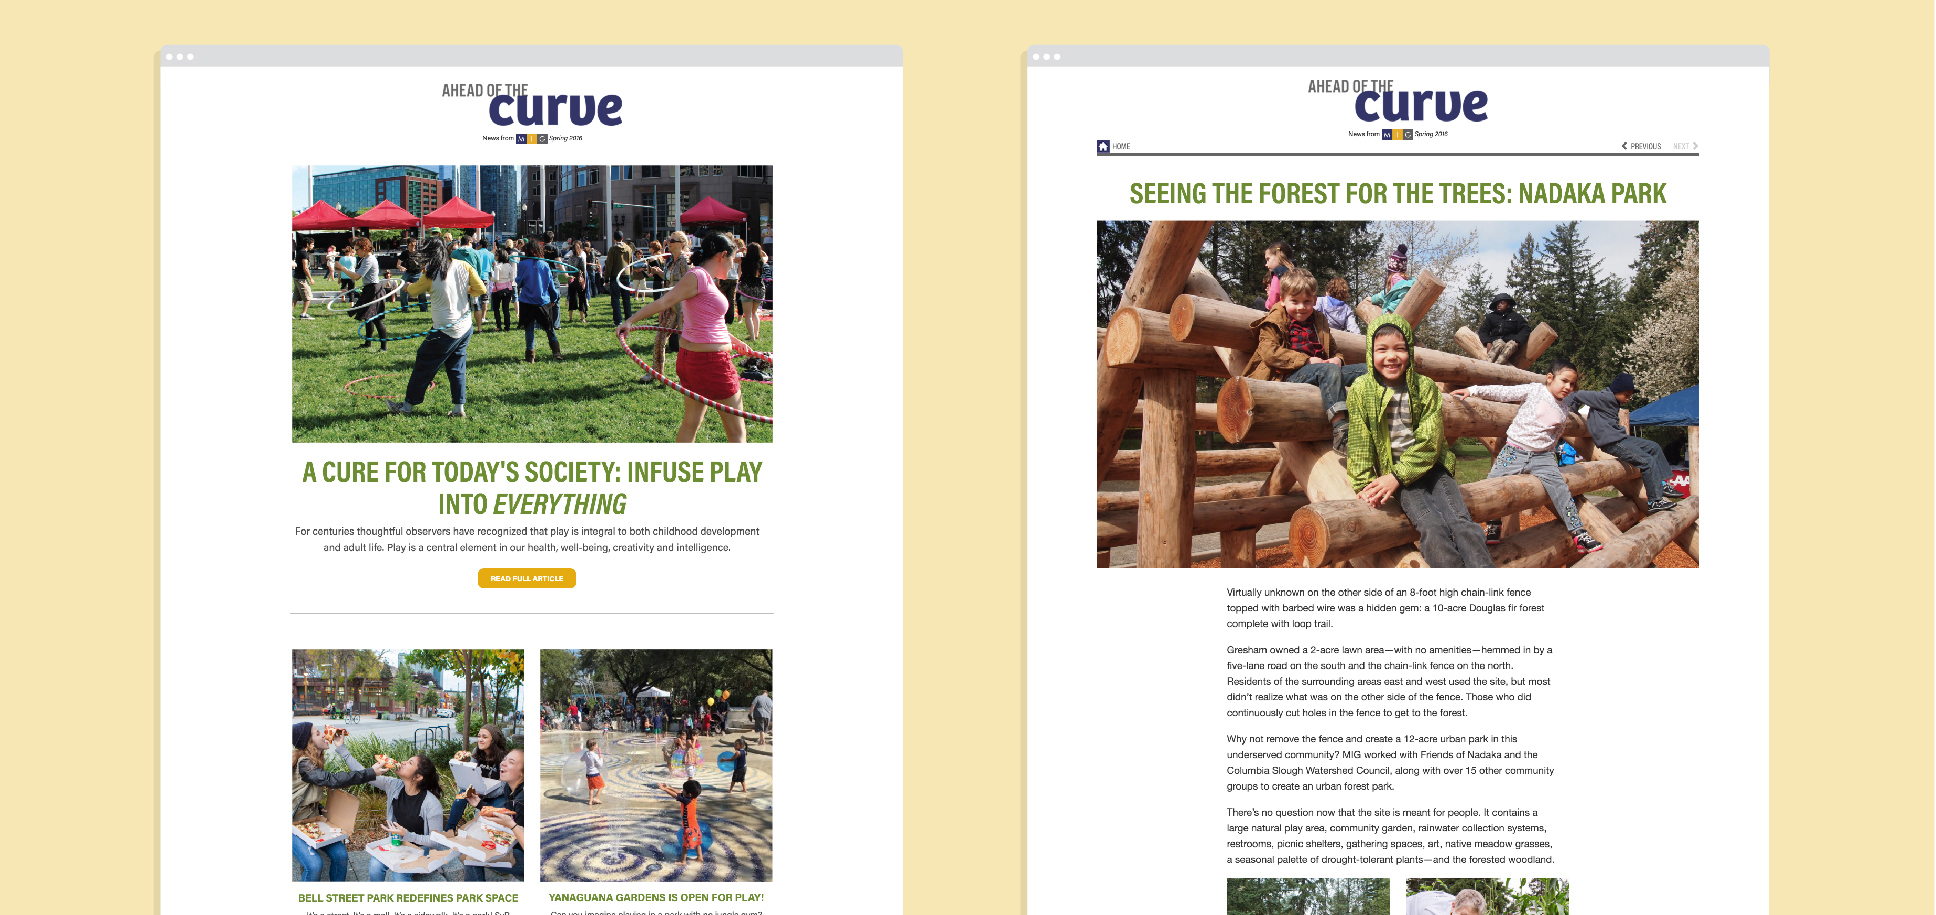 AHEAD OF THE
curve
News from M I G Spring 2016
A CURE FOR TODAY'S SOCIETY: INFUSE PLAY
INTO EVERYTHING
For centuries thoughtful observers have recognized that play is integral to both childhood development
and adult life. Play is a central element in our health, well-being, creativity and intelligence.
READ FULL ARTICLE
BELL STREET PARK REDEFINES PARK SPACE
YANAGUANA GARDENS IS OPEN FOR PLAY!
AHEAD OF THE
curve
News from M I G Spring 2016
HOME
PREVIOUS NEXT
SEEING THE FOREST FOR THE TREES: NADAKA PARK
Virtually unknown on the other side of an 8-foot high chain-link fence
topped with barbed wire was a hidden gem: a 10-acre Douglas fir forest
complete with loop trail.
Gresham owned a 2-acre lawn area—with no amenities—hemmed in by a
five-lane road on the south and the chain-link fence on the north.
Residents of the surrounding areas east and west used the site, but most
didn't realize what was on the other side of the fence. Those who did
continuously cut holes in the fence to get to the forest.
Why not remove the fence and create a 12-acre urban park in this
underserved community? MIG worked with Friends of Nadaka and the
Columbia Slough Watershed Council, along with over 15 other community
groups to create an urban forest park.
There's no question now that the site is meant for people. It contains a
large natural play area, community garden, rainwater collection systems,
restrooms, picnic shelters, gathering spaces, art, native meadow grasses,
a seasonal palette of drought-tolerant plants—and the forested woodland.